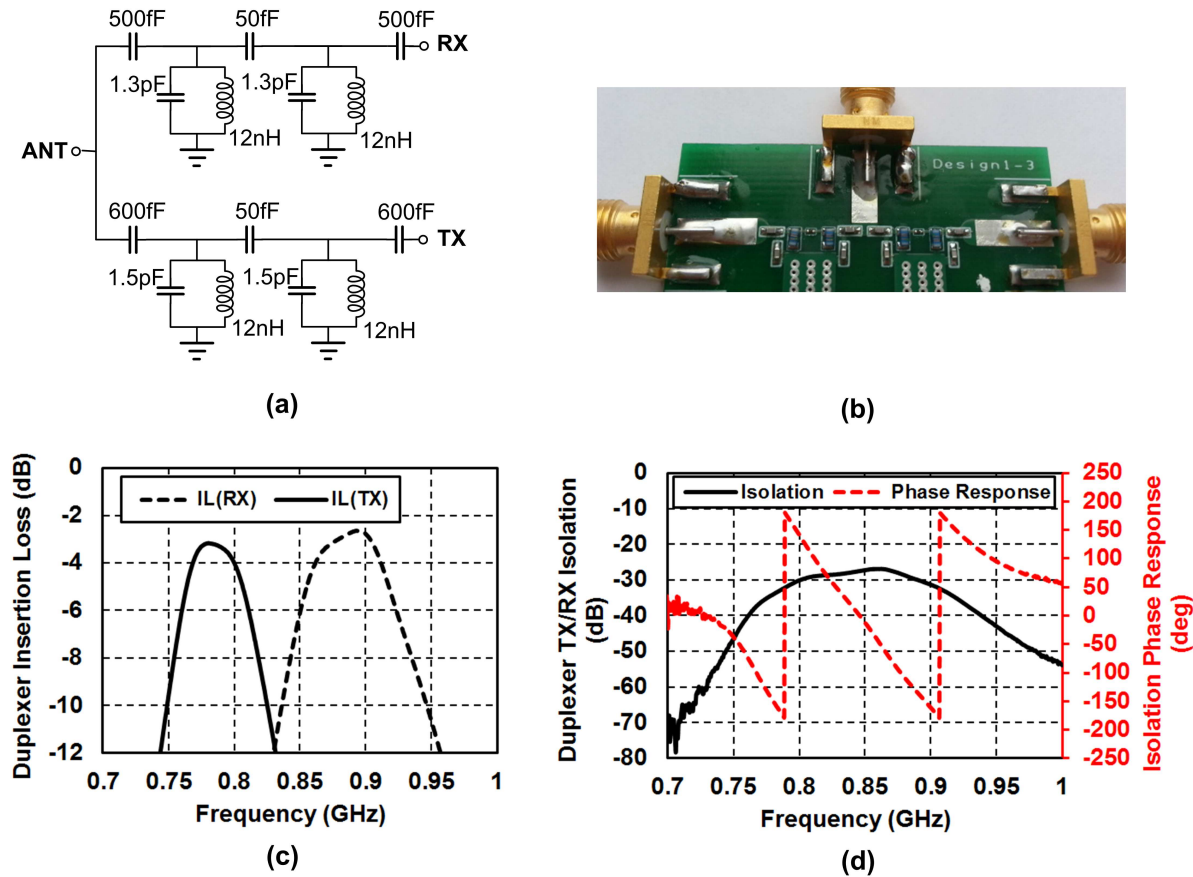 500fF 50fF 500fF
RX
1.3pF 1.3pF
12nH 12nH
ANT
600fF 50fF 600fF
TX
1.5pF 1.5pF
12nH 12nH
(a)
Design1-3
(b)
Duplexer Insertion Loss (dB)
0
-2
-4
-6
-8
-10
-12
IL(RX) IL(TX)
0.7 0.75 0.8 0.85 0.9 0.95 1
Frequency (GHz)
(c)
Duplexer TX/RX Isolation
(dB)
0
-10
-20
-30
-40
-50
-60
-70
-80
Isolation Phase Response
250
200
150
100
50
0
-50
-100
-150
-200
-250
Isolation Phase Response
(deg)
0.7 0.75 0.8 0.85 0.9 0.95 1
Frequency (GHz)
(d)